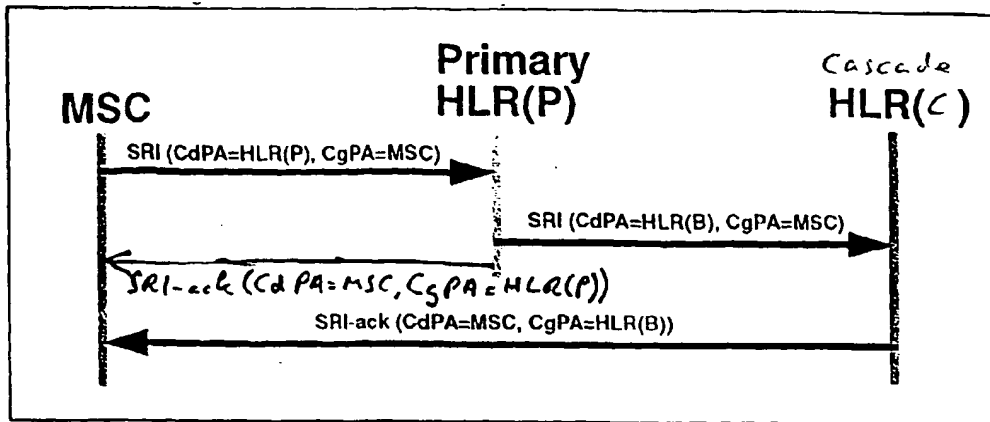 Primary
Cascade
MSC
HLR(P)
HLR(C)
SRI (CdPA=HLR(P), CgPA=MSC)
SRI (CdPA=HLR(B), CgPA=MSC)
SRI-ack (CdPA=MSC, CgPA=HLR(P))
SRI-ack (CdPA=MSC, CgPA=HLR(B))